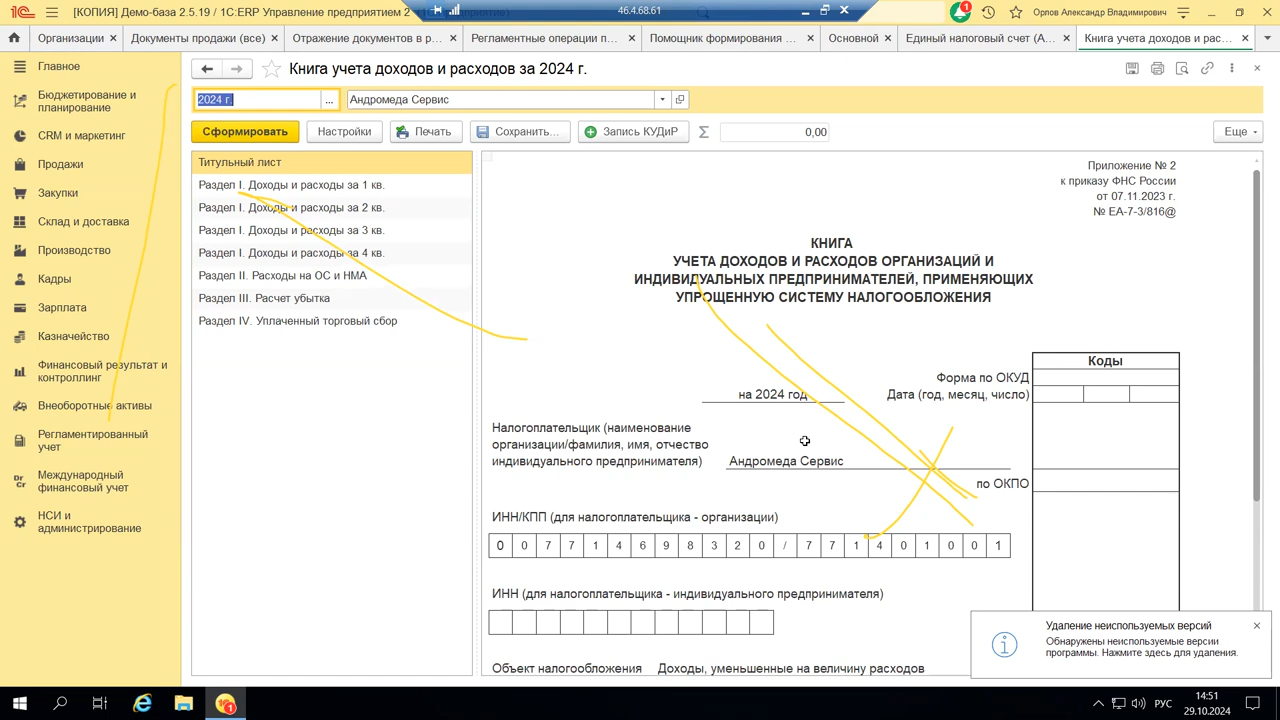 [КОПИЯ] Демо-база 2.5.19 / 1С:ERP Управление предприятием 2
46.4.68.61
1
Орлов Александр Владимирович
Организации
Документы продажи (все)
Отражение документов в р...
Регламентные операции п...
Помощник формирования ...
Основной
Единый налоговый счет (А...
Книга учета доходов и рас...
Главное
Бюджетирование и
планирование
CRM и маркетинг
Продажи
Закупки
Склад и доставка
Производство
Кадры
Зарплата
Казначейство
Финансовый результат и
контроллинг
Внеоборотные активы
Регламентированный
учет
Международный
финансовый учет
НСИ и
администрирование
Книга учета доходов и расходов за 2024 г.
2024 г.
...
Андромеда Сервис
Сформировать
Настройки
Печать
Сохранить...
Запись КУДиР
Σ
0,00
Еще
Титульный лист
Раздел I. Доходы и расходы за 1 кв.
Раздел I. Доходы и расходы за 2 кв.
Раздел I. Доходы и расходы за 3 кв.
Раздел I. Доходы и расходы за 4 кв.
Раздел II. Расходы на ОС и НМА
Раздел III. Расчет убытка
Раздел IV. Уплаченный торговый сбор
Приложение № 2
к приказу ФНС России
от 07.11.2023 г.
№ ЕА-7-3/816@
КНИГА
УЧЕТА ДОХОДОВ И РАСХОДОВ ОРГАНИЗАЦИЙ И
ИНДИВИДУАЛЬНЫХ ПРЕДПРИНИМАТЕЛЕЙ, ПРИМЕНЯЮЩИХ
УПРОЩЕННУЮ СИСТЕМУ НАЛОГООБЛОЖЕНИЯ
Коды
Форма по ОКУД
на 2024 год
Дата (год, месяц, число)
Налогоплательщик (наименование
организации/фамилия, имя, отчество
индивидуального предпринимателя)
Андромеда Сервис
по ОКПО
ИНН/КПП (для налогоплательщика - организации)
0 0 7 7 1 4 6 9 8 3 2 0 / 7 7 1 4 0 1 0 0 1
ИНН (для налогоплательщика - индивидуального предпринимателя)
Объект налогообложения Доходы, уменьшенные на величину расходов
Удаление неиспользуемых версий
Обнаружены неиспользуемые версии
программы. Нажмите здесь для удаления.
1
РУС
14:51
29.10.2024